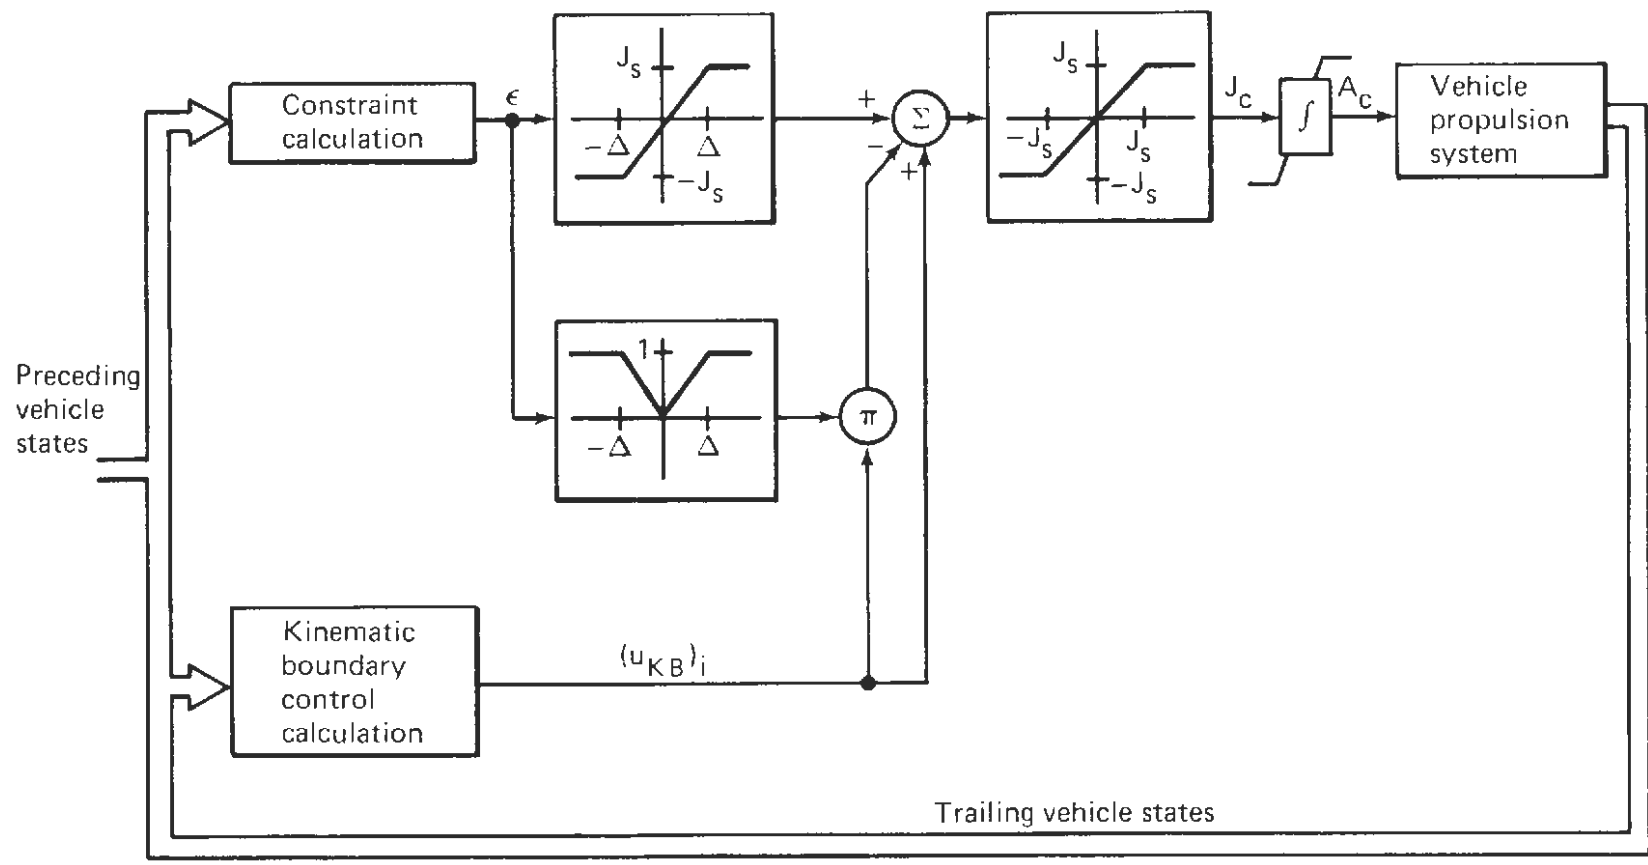 Constraint
calculation
ϵ
J_s
-Δ
Δ
-J_s
+
Σ
-
+
J_s
-J_s
J_s
-J_s
J_c
∫
A_c
Vehicle
propulsion
system
Preceding
vehicle
states
1
-Δ
Δ
π
Kinematic
boundary
control
calculation
(u_KB)_i
Trailing vehicle states